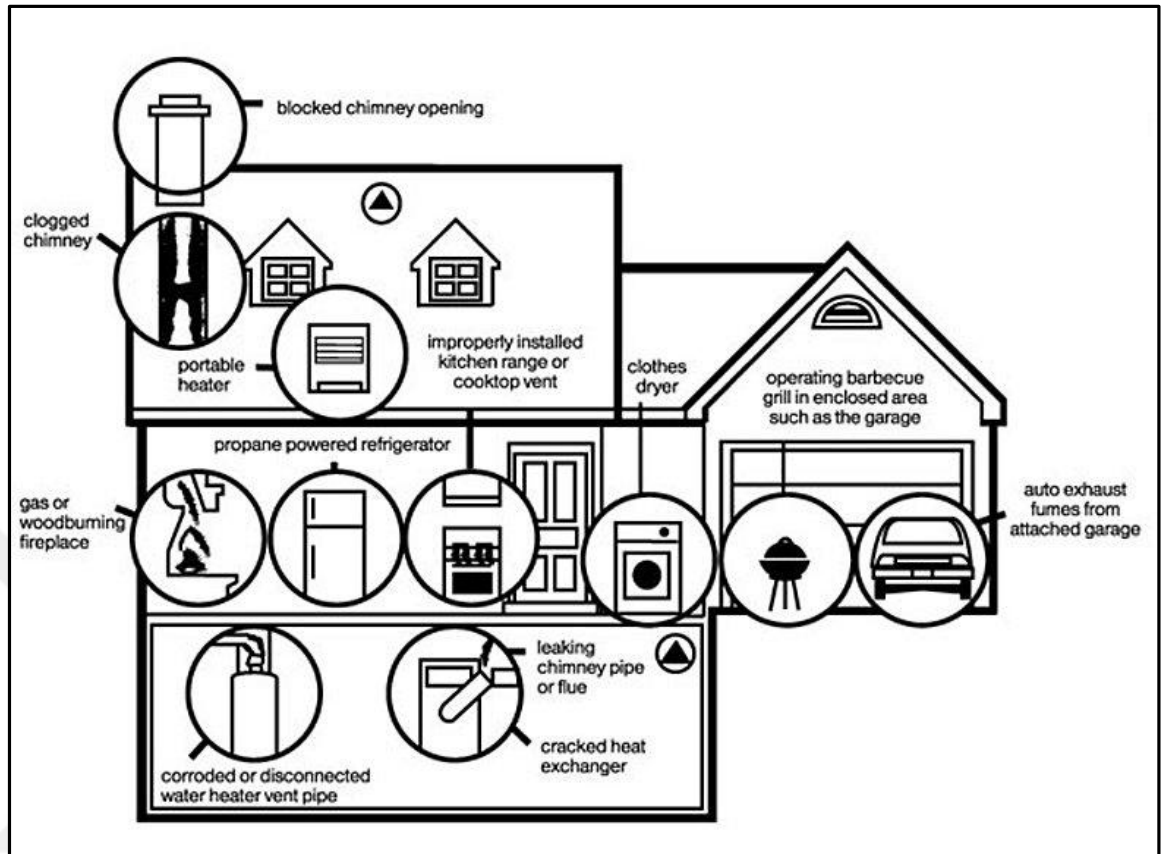 blocked chimney opening
clogged
chimney
portable
heater
improperly installed
kitchen range or
cooktop vent
clothes
dryer
operating barbecue
grill in enclosed area
such as the garage
propane powered refrigerator
gas or
woodburning
fireplace
auto exhaust
fumes from
attached garage
leaking
chimney pipe
or flue
cracked heat
exchanger
corroded or disconnected
water heater vent pipe